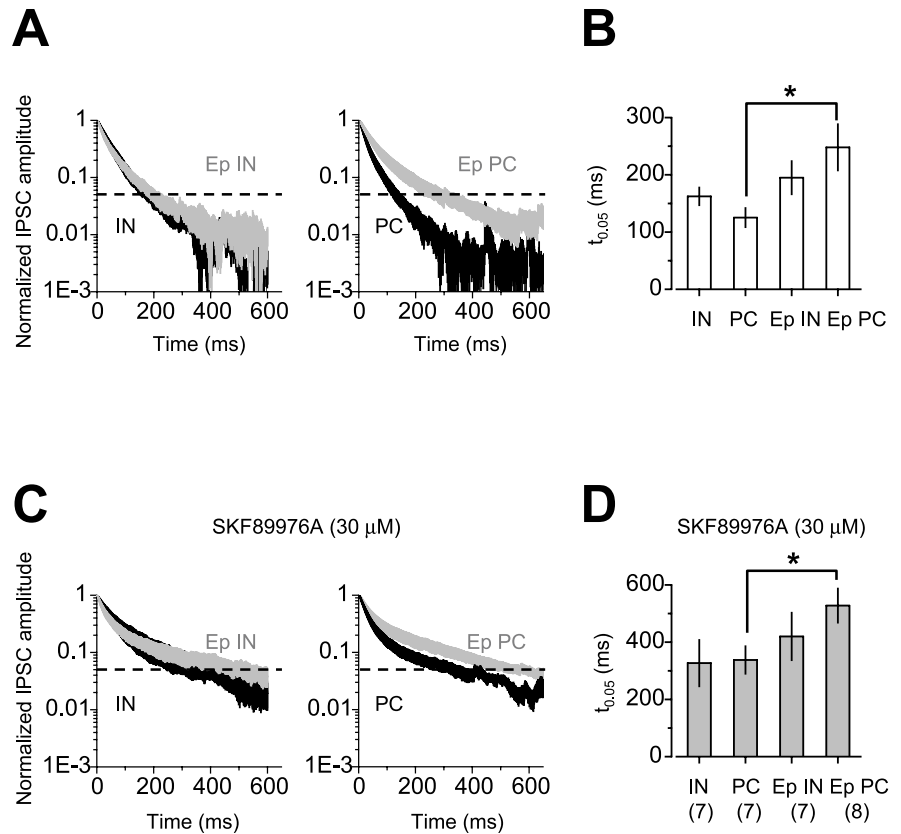 A
Normalized IPSC amplitude
1
0.1
0.01
1E-3
Ep IN
IN
0 200 400 600
Time (ms)
Ep PC
PC
1
0.1
0.01
1E-3
0 200 400 600
Time (ms)
B
t0.05 (ms)
300
200
100
0
*
IN PC Ep IN Ep PC
C
SKF89976A (30 μM)
Normalized IPSC amplitude
1
0.1
0.01
1E-3
Ep IN
IN
0 200 400 600
Time (ms)
1
0.1
0.01
1E-3
Ep PC
PC
0 200 400 600
Time (ms)
D
SKF89976A (30 μM)
t0.05 (ms)
600
400
200
0
*
IN PC Ep IN Ep PC
(7) (7) (7) (8)